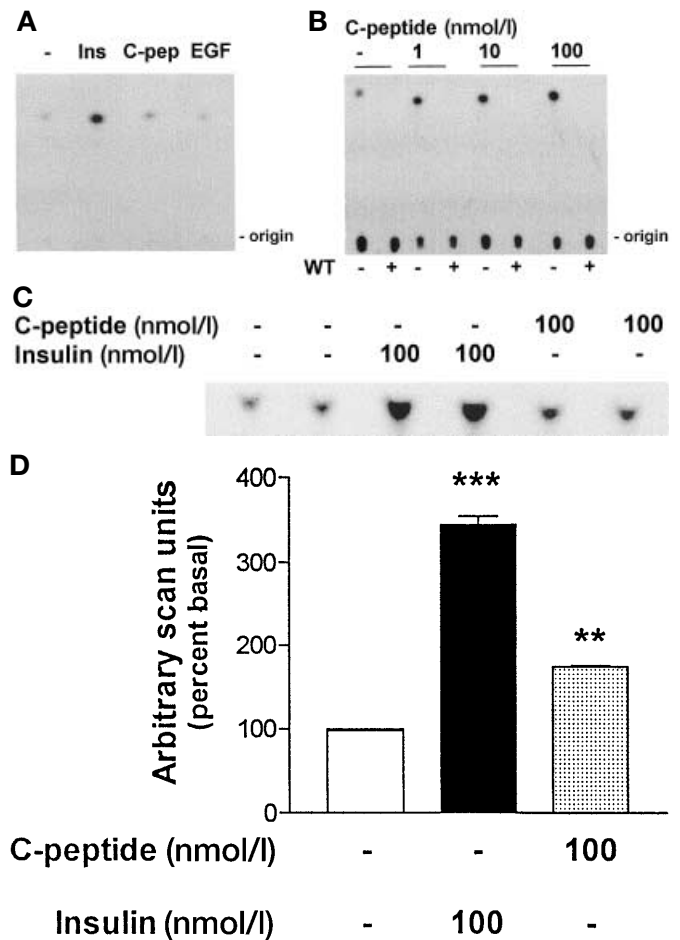 A
- Ins C-pep EGF
- origin
B
C-peptide (nmol/l)
- 1 10 100
- origin
WT - + - + - + - +
C
C-peptide (nmol/l) - - - - 100 100
Insulin (nmol/l) - - 100 100 - -
D
Arbitrary scan units
(percent basal)
400
300
200
100
0
***
**
C-peptide (nmol/l) - - 100
Insulin (nmol/l) - 100 -